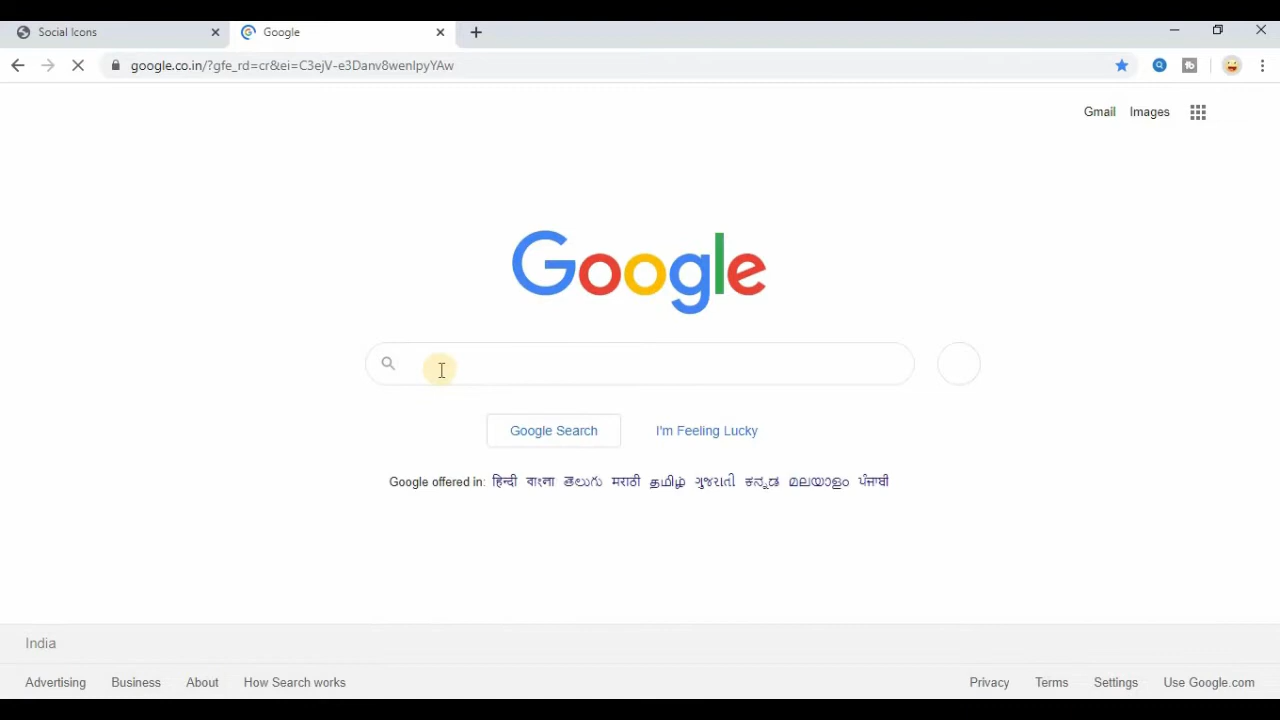 Social Icons
Google
google.co.in/?gfe_rd=cr&ei=C3ejV-e3Danv8wenIpyYAw
Gmail Images
Google
Google Search I'm Feeling Lucky
Google offered in: हिन्दी বাংলা తెలుగు मराठी தமிழ் ગુજરાતી ಕನ್ನಡ മലയാളം ਪੰਜਾਬੀ
India
Advertising Business About How Search works Privacy Terms Settings Use Google.com